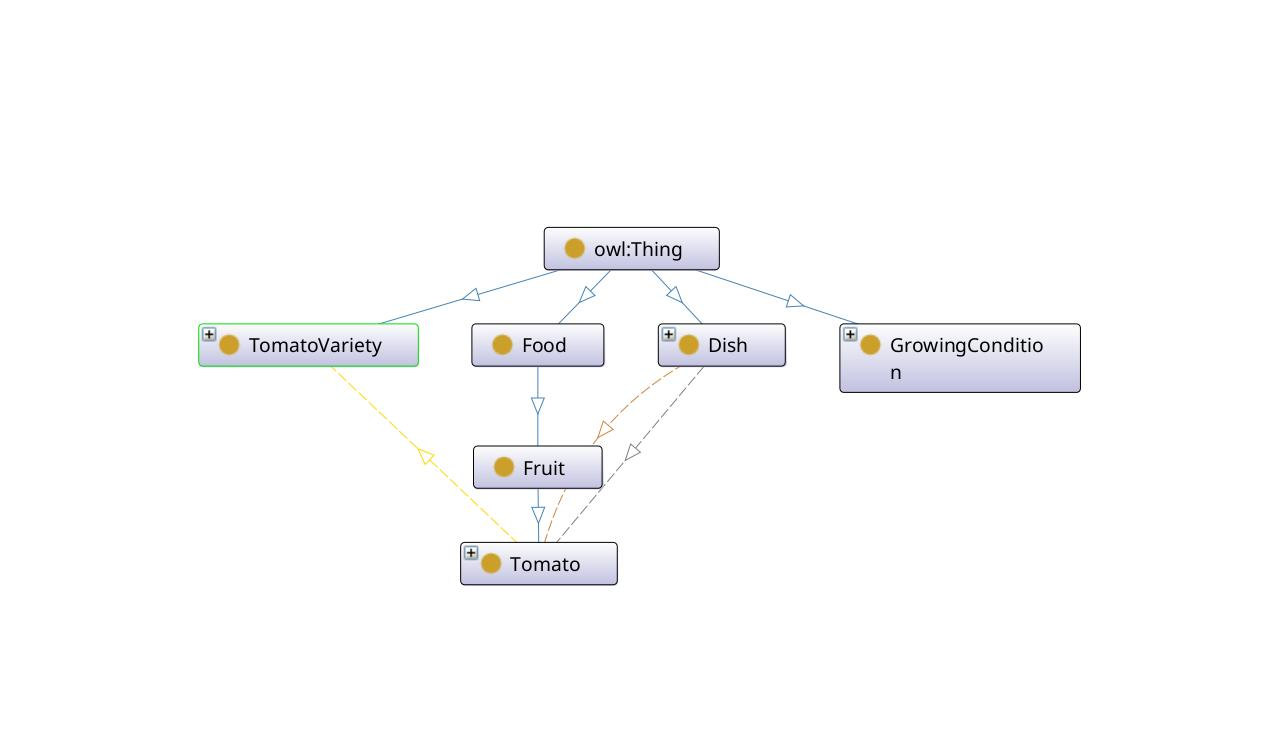 owl:Thing
TomatoVariety
Food
Dish
GrowingConditio
n
Fruit
Tomato